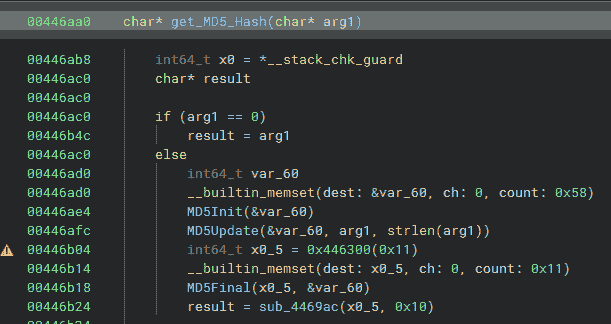 00446aa0 char* get_MD5_Hash(char* arg1)
00446ab8 int64_t x0 = *__stack_chk_guard
00446ac0 char* result
00446ac0
00446ac0 if (arg1 == 0)
00446b4c result = arg1
00446ac0 else
00446ad0 int64_t var_60
00446ad0 __builtin_memset(dest: &var_60, ch: 0, count: 0x58)
00446ae4 MD5Init(&var_60)
00446afc MD5Update(&var_60, arg1, strlen(arg1))
00446b04 int64_t x0_5 = 0x446300(0x11)
00446b14 __builtin_memset(dest: x0_5, ch: 0, count: 0x11)
00446b18 MD5Final(x0_5, &var_60)
00446b24 result = sub_4469ac(x0_5, 0x10)